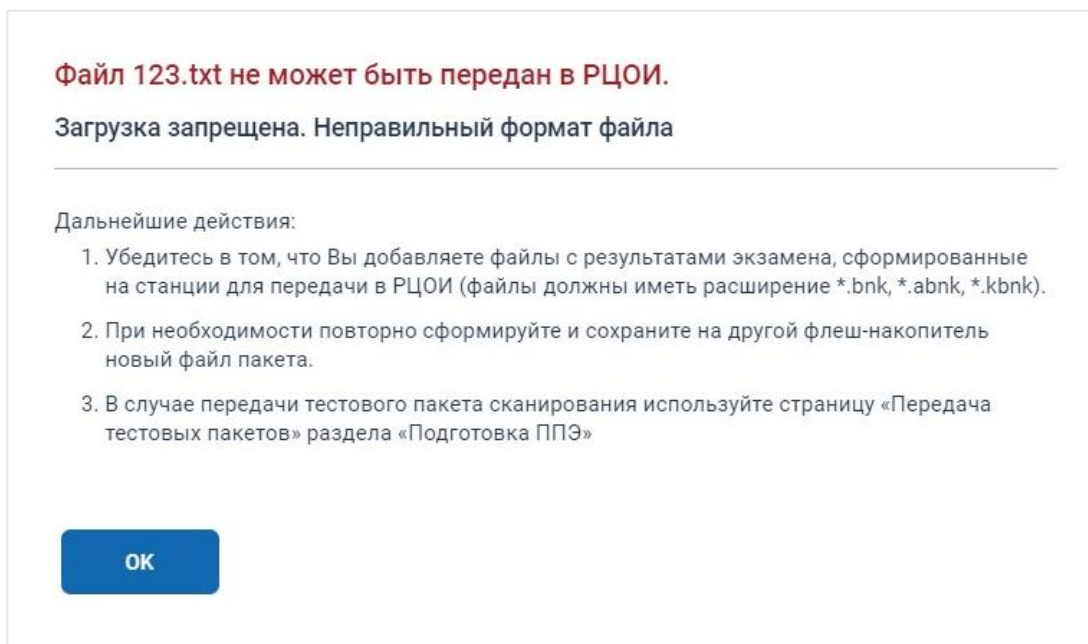 Файл 123.txt не может быть передан в РЦОИ.
Загрузка запрещена. Неправильный формат файла
Дальнейшие действия:
1. Убедитесь в том, что Вы добавляете файлы с результатами экзамена, сформированные
на станции для передачи в РЦОИ (файлы должны иметь расширение *.bnk, *.abnk, *.kbnk).
2. При необходимости повторно сформируйте и сохраните на другой флеш-накопитель
новый файл пакета.
3. В случае передачи тестового пакета сканирования используйте страницу «Передача
тестовых пакетов» раздела «Подготовка ППЭ»
ОК